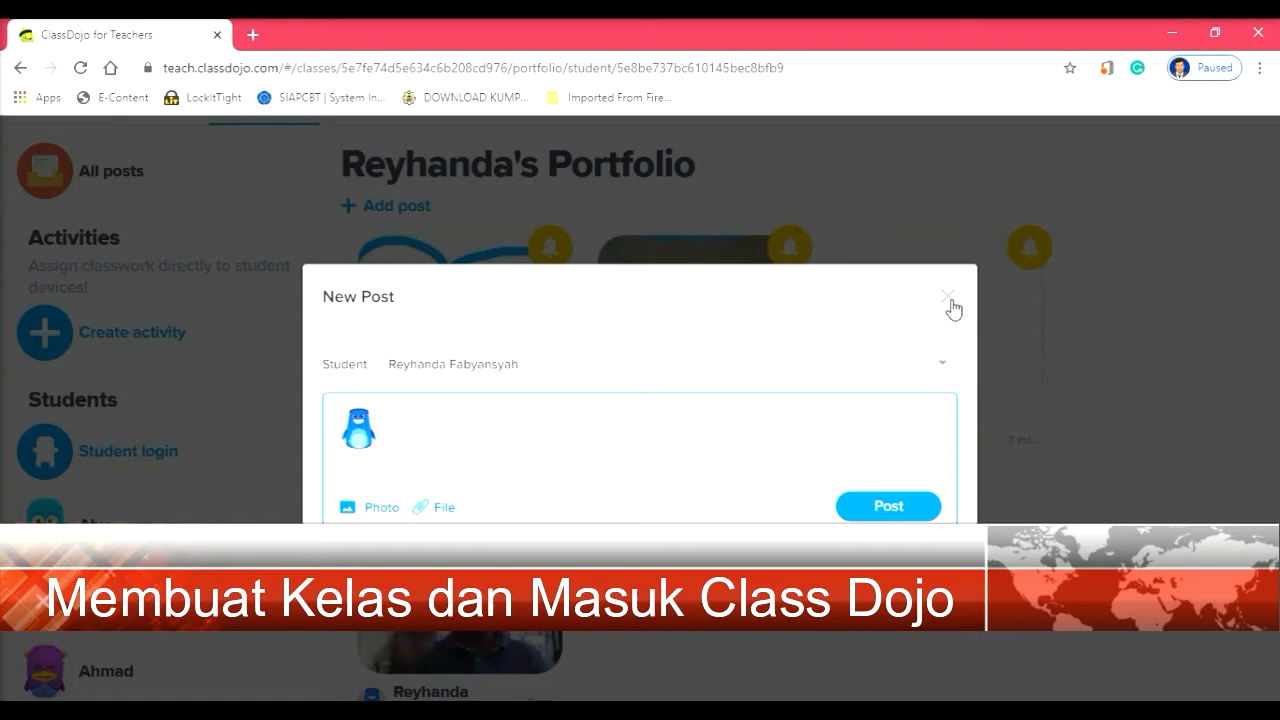 ClassDojo for Teachers
teach.classdojo.com/#/classes/5e7fe74d5e634c6b208cd976/portfolio/student/5e8be737bc610145bec8bfb9
Paused
Apps
E-Content
LockItTight
SIAPCBT | System In...
DOWNLOAD KUMP...
Imported From Fire...
All posts
Reyhanda's Portfolio
+ Add post
Activities
Assign classwork directly to student
devices!
Create activity
Students
Student login
New Post
Student Reyhanda Fabyansyah
Photo
File
Post
7 mi...
Membuat Kelas dan Masuk Class Dojo
Ahmad
Reyhanda